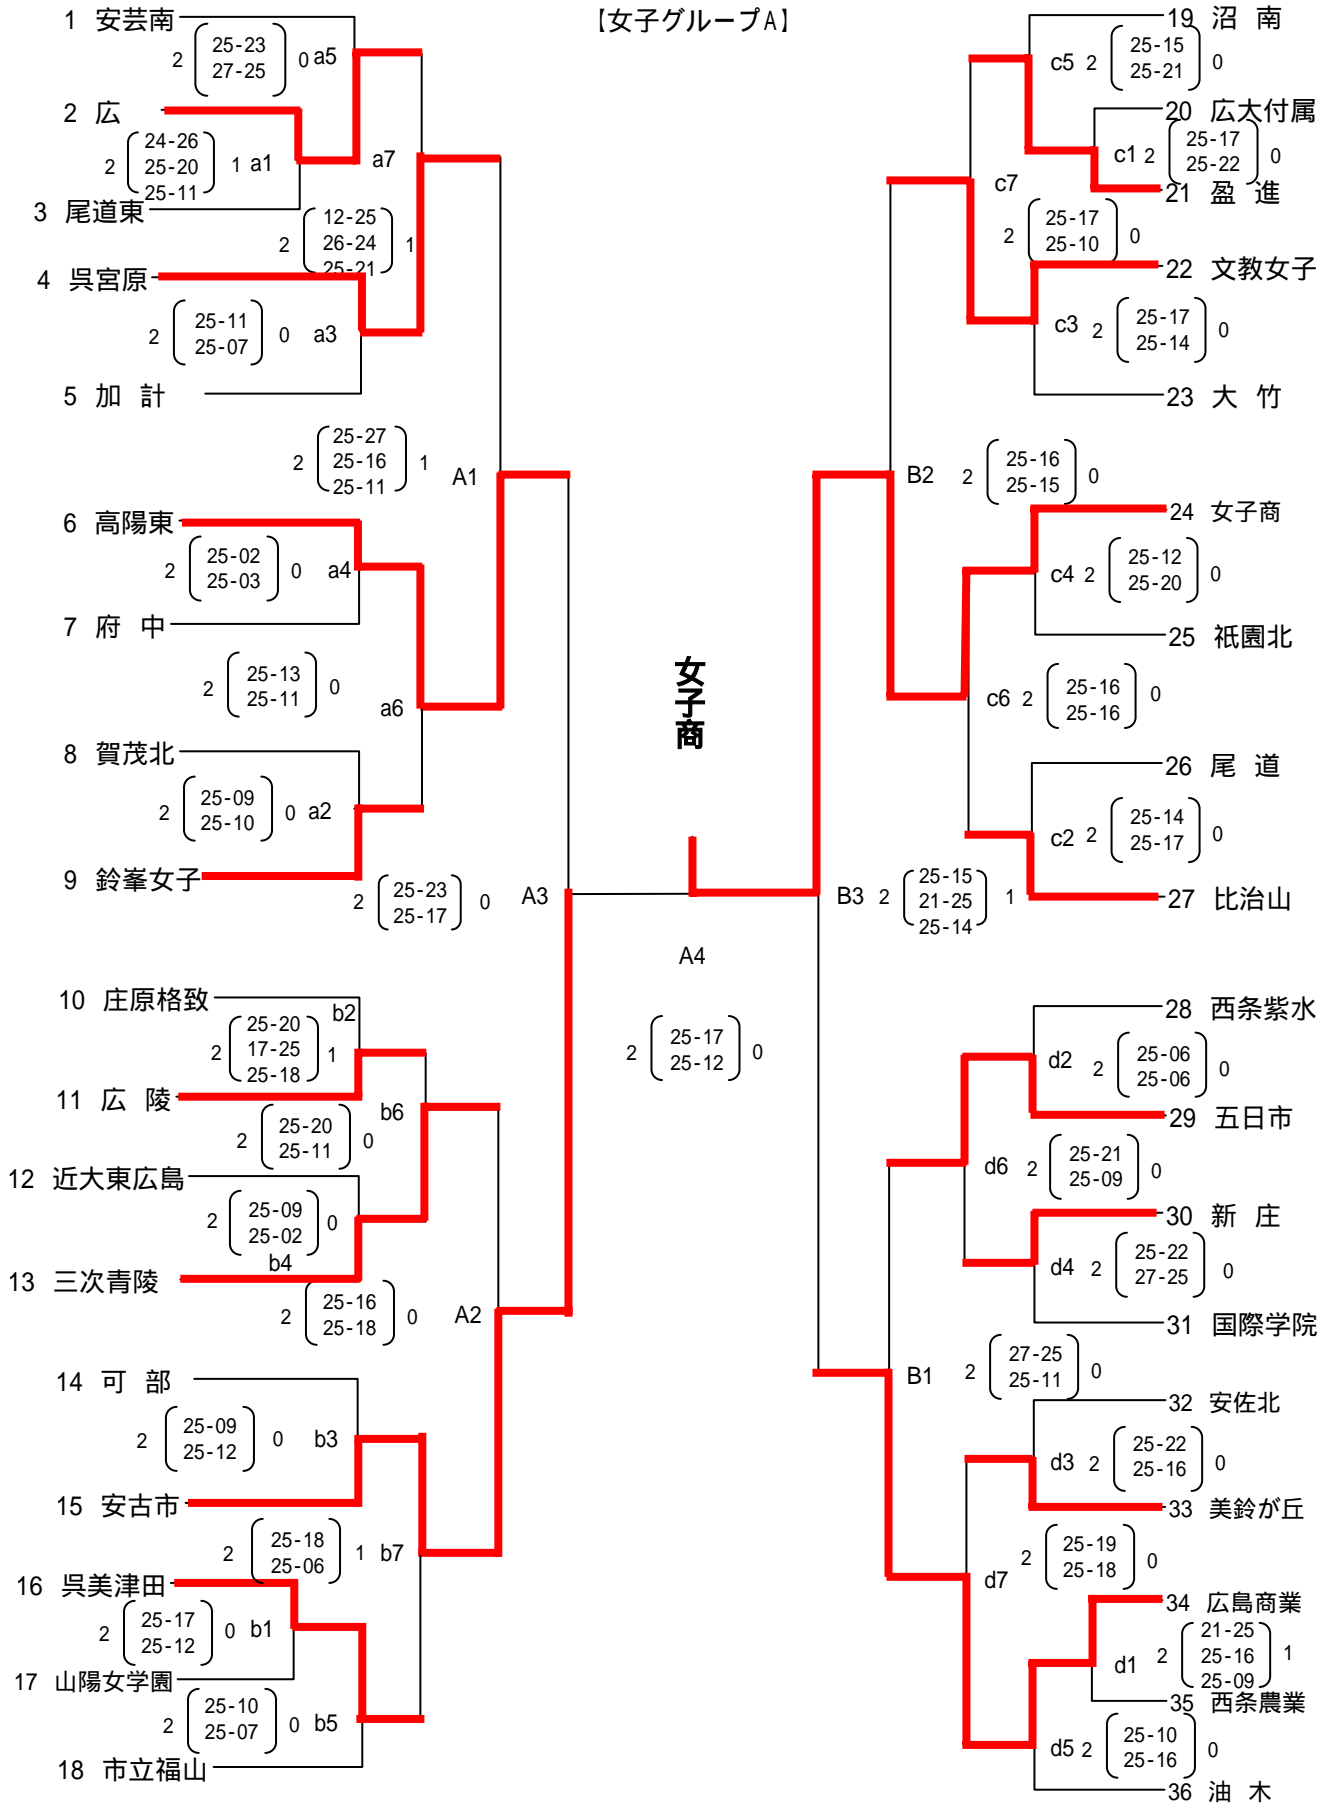 【女子グループA】
1 安芸南
2 25-23 0 a5
27-25
2 広
24-26
2 25-20 1 a1
25-11
a7
3 尾道東
12-25
2 26-24 1
25-21
4 呉宮原
2 25-11 0 a3
25-07
5 加 計
25-27
2 25-16 1
25-11
A1
6 高陽東
2 25-02 0 a4
25-03
7 府 中
2 25-13 0
25-11
a6
8 賀茂北
2 25-09 0 a2
25-10
9 鈴峯女子
2 25-23 0 A3
25-17
10 庄原格致
b2
25-20
2 17-25 1
25-18
11 広 陵
b6
2 25-20 0
25-11
12 近大東広島
2 25-09 0
25-02
b4
13 三次青陵
2 25-16 0 A2
25-18
14 可 部
2 25-09 0 b3
25-12
15 安古市
2 25-18 1 b7
25-06
16 呉美津田
2 25-17 0 b1
25-12
17 山陽女学園
2 25-10 0 b5
25-07
18 市立福山
女子商
A4
2 25-17 0
25-12
19 沼 南
c5 2 25-15 0
25-21
20 広大付属
c1 2 25-17 0
25-22
21 盈 進
c7
2 25-17 0
25-10
22 文教女子
c3 2 25-17 0
25-14
23 大 竹
B2 2 25-16 0
25-15
24 女子商
c4 2 25-12 0
25-20
25 祇園北
c6 2 25-16 0
25-16
26 尾 道
c2 2 25-14 0
25-17
27 比治山
25-15
B3 2 21-25 1
25-14
28 西条紫水
d2 2 25-06 0
25-06
29 五日市
d6 2 25-21 0
25-09
30 新 庄
d4 2 25-22 0
27-25
31 国際学院
B1 2 27-25 0
25-11
32 安佐北
d3 2 25-22 0
25-16
33 美鈴が丘
2 25-19 0
25-18
d7
34 広島商業
21-25
d1 2 25-16 1
25-09
35 西条農業
d5 2 25-10 0
25-16
36 油 木